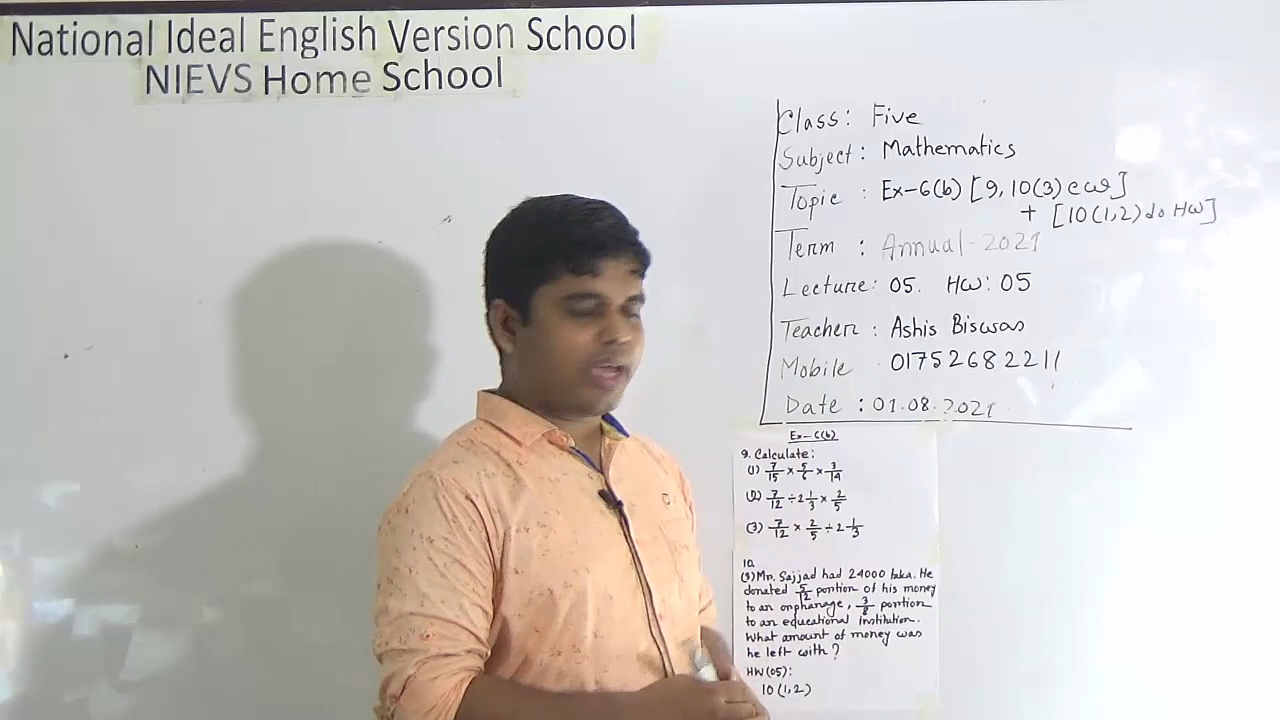 National Ideal English Version School
NIEVS Home School
Class: Five
Subject: Mathematics
Topic : Ex-6(b) [9, 10(3) cw]
+ [10(1,2) do HW]
Term : Annual-2021
Lecture: 05. HW: 05
Teacher : Ashis Biswas
Mobile 01752682211
Date : 01.08.2021
Ex-6(b)
9. Calculate:
(1) 7/15 × 5/6 × 3/14
(2) 7/12 ÷ 2 1/3 × 2/5
(3) 7/12 × 2/5 ÷ 2 1/3
10.
(3) Mr. Sajjad had 24000 taka. He
donated 5/12 portion of his money
to an orphanage, 3/8 portion
to an educational institution.
What amount of money was
he left with?
HW(05):
10(1,2)